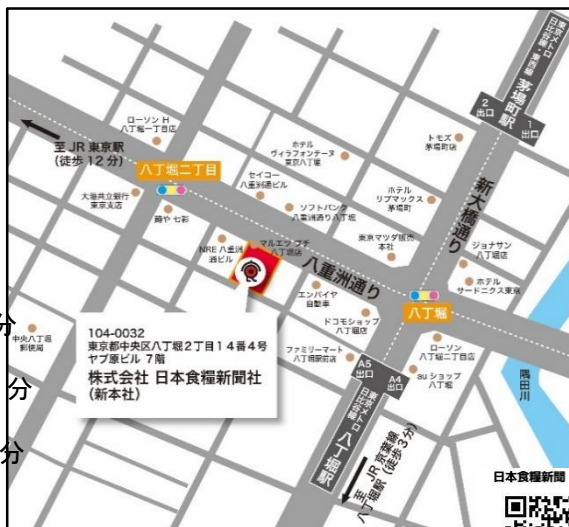 東京メトロ
日比谷線・東西線
茅場町駅
2
出口
1
出口
ローソン H
八丁堀一丁目店
至 JR 東京駅
(徒歩 12 分)
八丁堀二丁目
ホテル
ヴィラフォンテーヌ
東京八丁堀
トモズ
茅場町店
セイコー
八重洲通ビル
大垣共立銀行
東京支店
麺や 七彩
ソフトバンク
八重洲通り八丁堀
ホテル
リブマックス
茅場町
新大橋通り
NRE 八重洲
通ビル
マルエツ プチ
八丁堀店
東京マツダ販売
本社
ジョナサン
八丁堀店
八重洲通り
ホテル
サードニクス東京
エンパイヤ
自動車
八丁堀
ドコモショップ
八丁堀店
分
中央八丁堀
郵便局
104-0032
東京都中央区八丁堀2丁目14番4号
ヤブ原ビル 7階
株式会社 日本食糧新聞社
(新本社)
ファミリーマート
八丁堀駅前店
ローソン
八丁堀二丁目店
au ショップ
八丁堀
A5
出口
A4
出口
隅田川
分
東京メトロ
日比谷線
八丁堀駅
至 JR 京葉線
八丁堀駅(徒歩3分)
分
日本食糧新聞